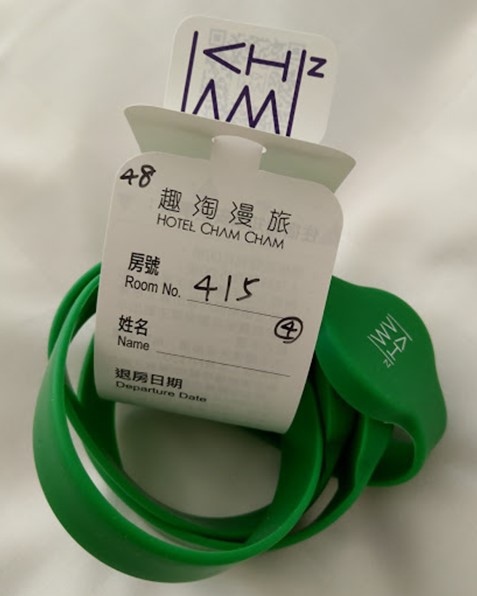 48
趣淘漫旅
HOTEL CHAM CHAM
房號
Room No. 415
④
姓名
Name
退房日期
Departure Date